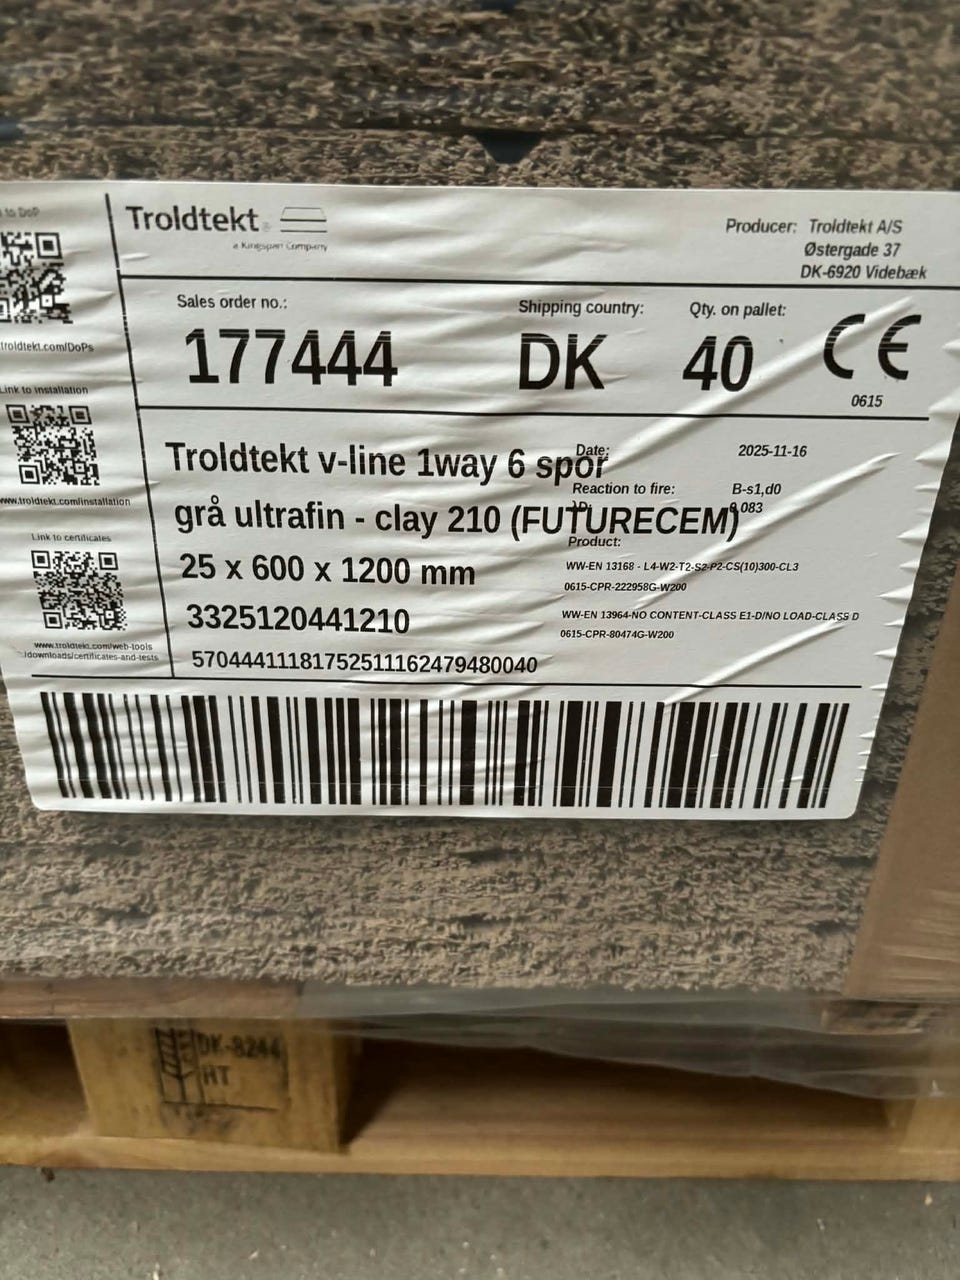 to DoP
troldtekt.com/DoPs
Link to installation
www.troldtekt.com/installation
Link to certificates
www.troldtekt.com/web-tools
/downloads/certificates-and-tests
Troldtekt
a Kingspan Company
Producer: Troldtekt A/S
Østergade 37
DK-6920 Videbæk
Sales order no.:
177444
Shipping country:
DK
Qty. on pallet:
40
CE
0615
Troldtekt v-line 1way 6 spor
grå ultrafin - clay 210 (FUTURECEM)
25 x 600 x 1200 mm
3325120441210
57044411181752511162479480040
Date: 2025-11-16
Reaction to fire: B-s1,d0
0,083
Product:
WW-EN 13168 - L4-W2-T2-S2-P2-CS(10)300-CL3
0615-CPR-222958G-W200
WW-EN 13964-NO CONTENT-CLASS E1-D/NO LOAD-CLASS D
0615-CPR-80474G-W200
DK-8244
HT